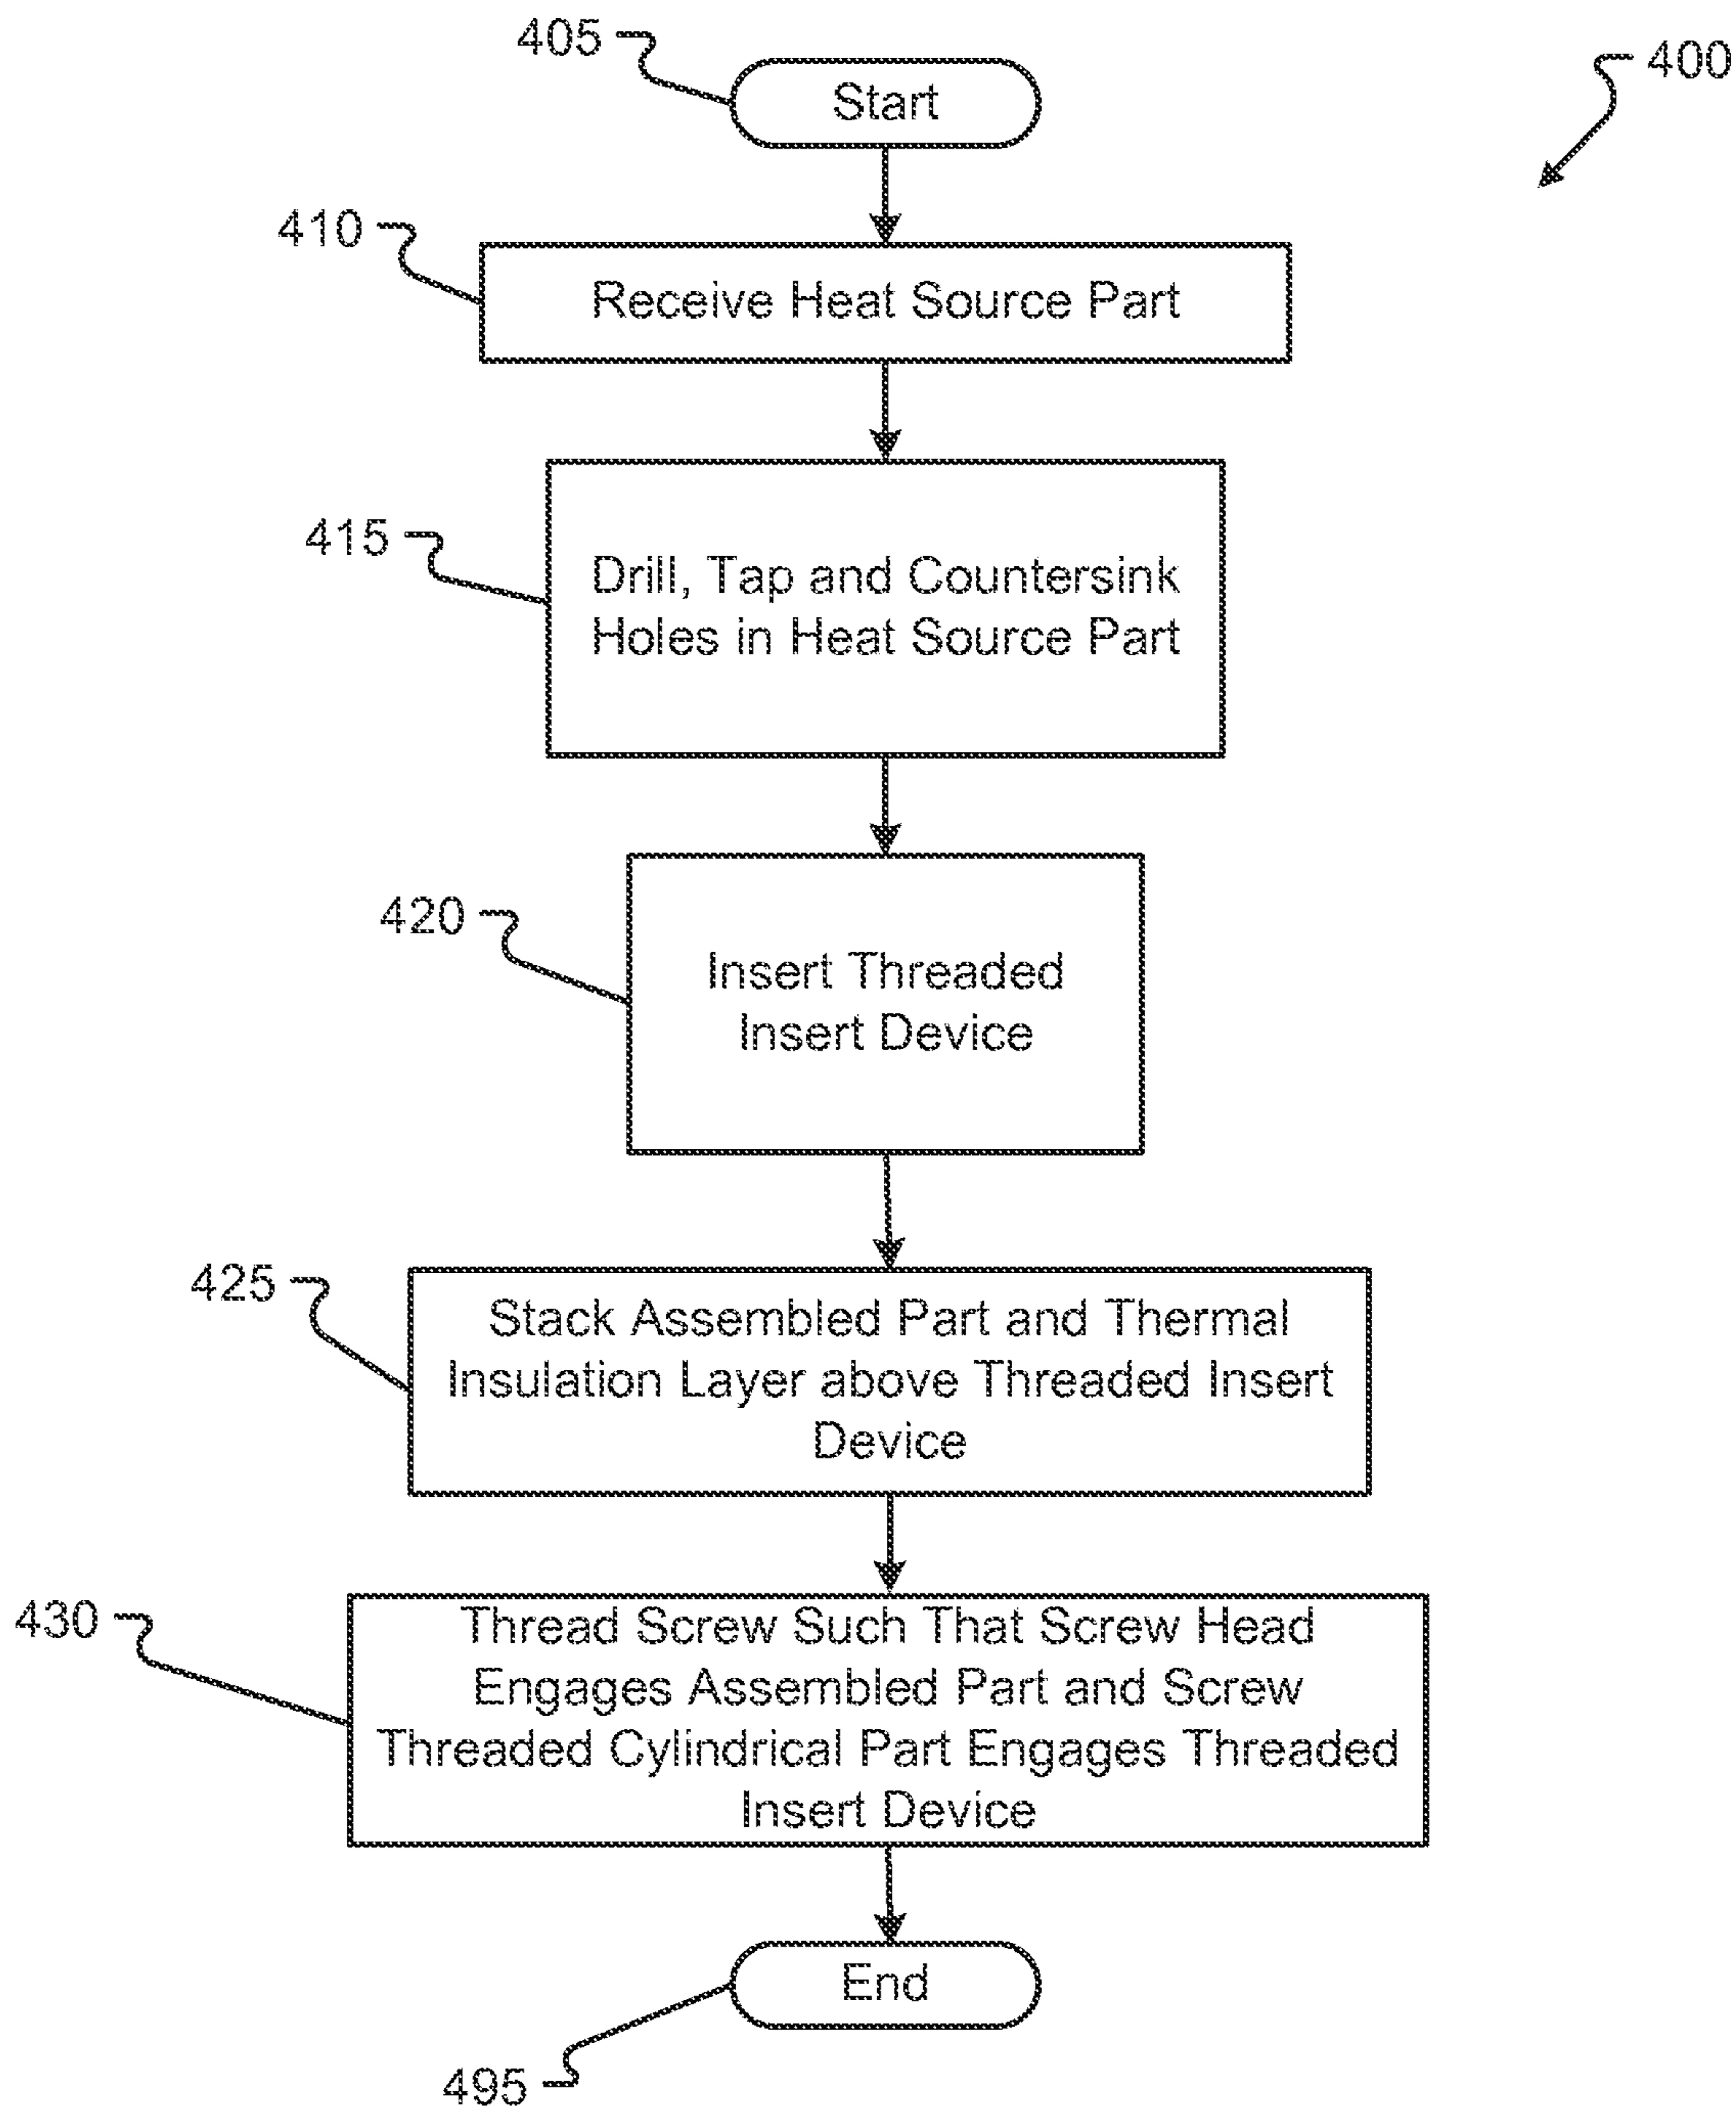 405
Start
400
410
Receive Heat Source Part
415
Drill, Tap and Countersink
Holes in Heat Source Part
420
Insert Threaded
Insert Device
425
Stack Assembled Part and Thermal
Insulation Layer above Threaded Insert
Device
430
Thread Screw Such That Screw Head
Engages Assembled Part and Screw
Threaded Cylindrical Part Engages Threaded
Insert Device
End
495